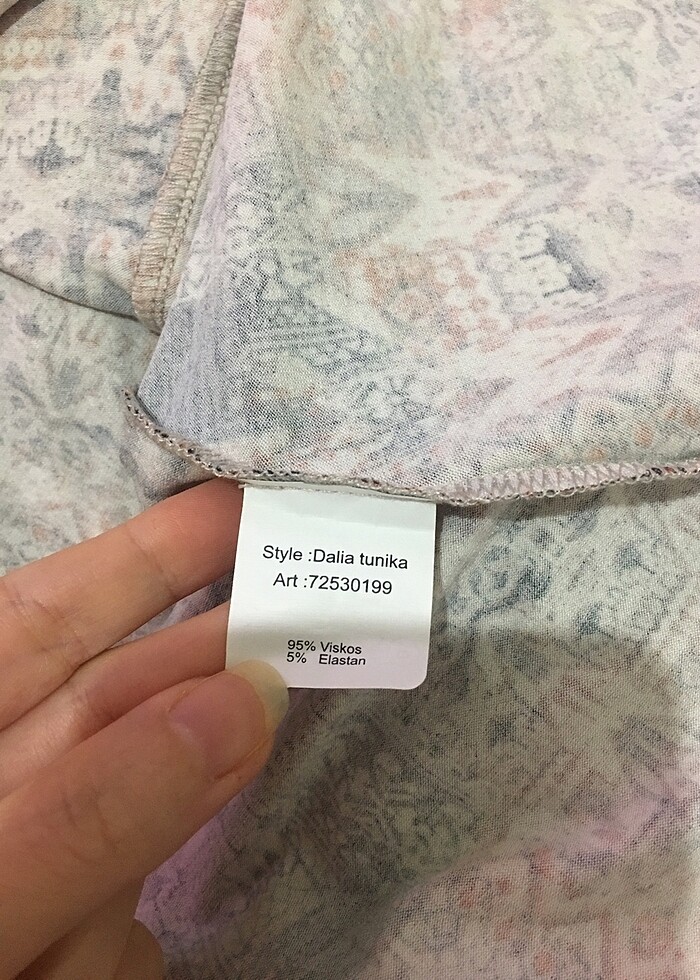 Style :Dalia tunika
Art :72530199
95% Viskos
5% Elastan